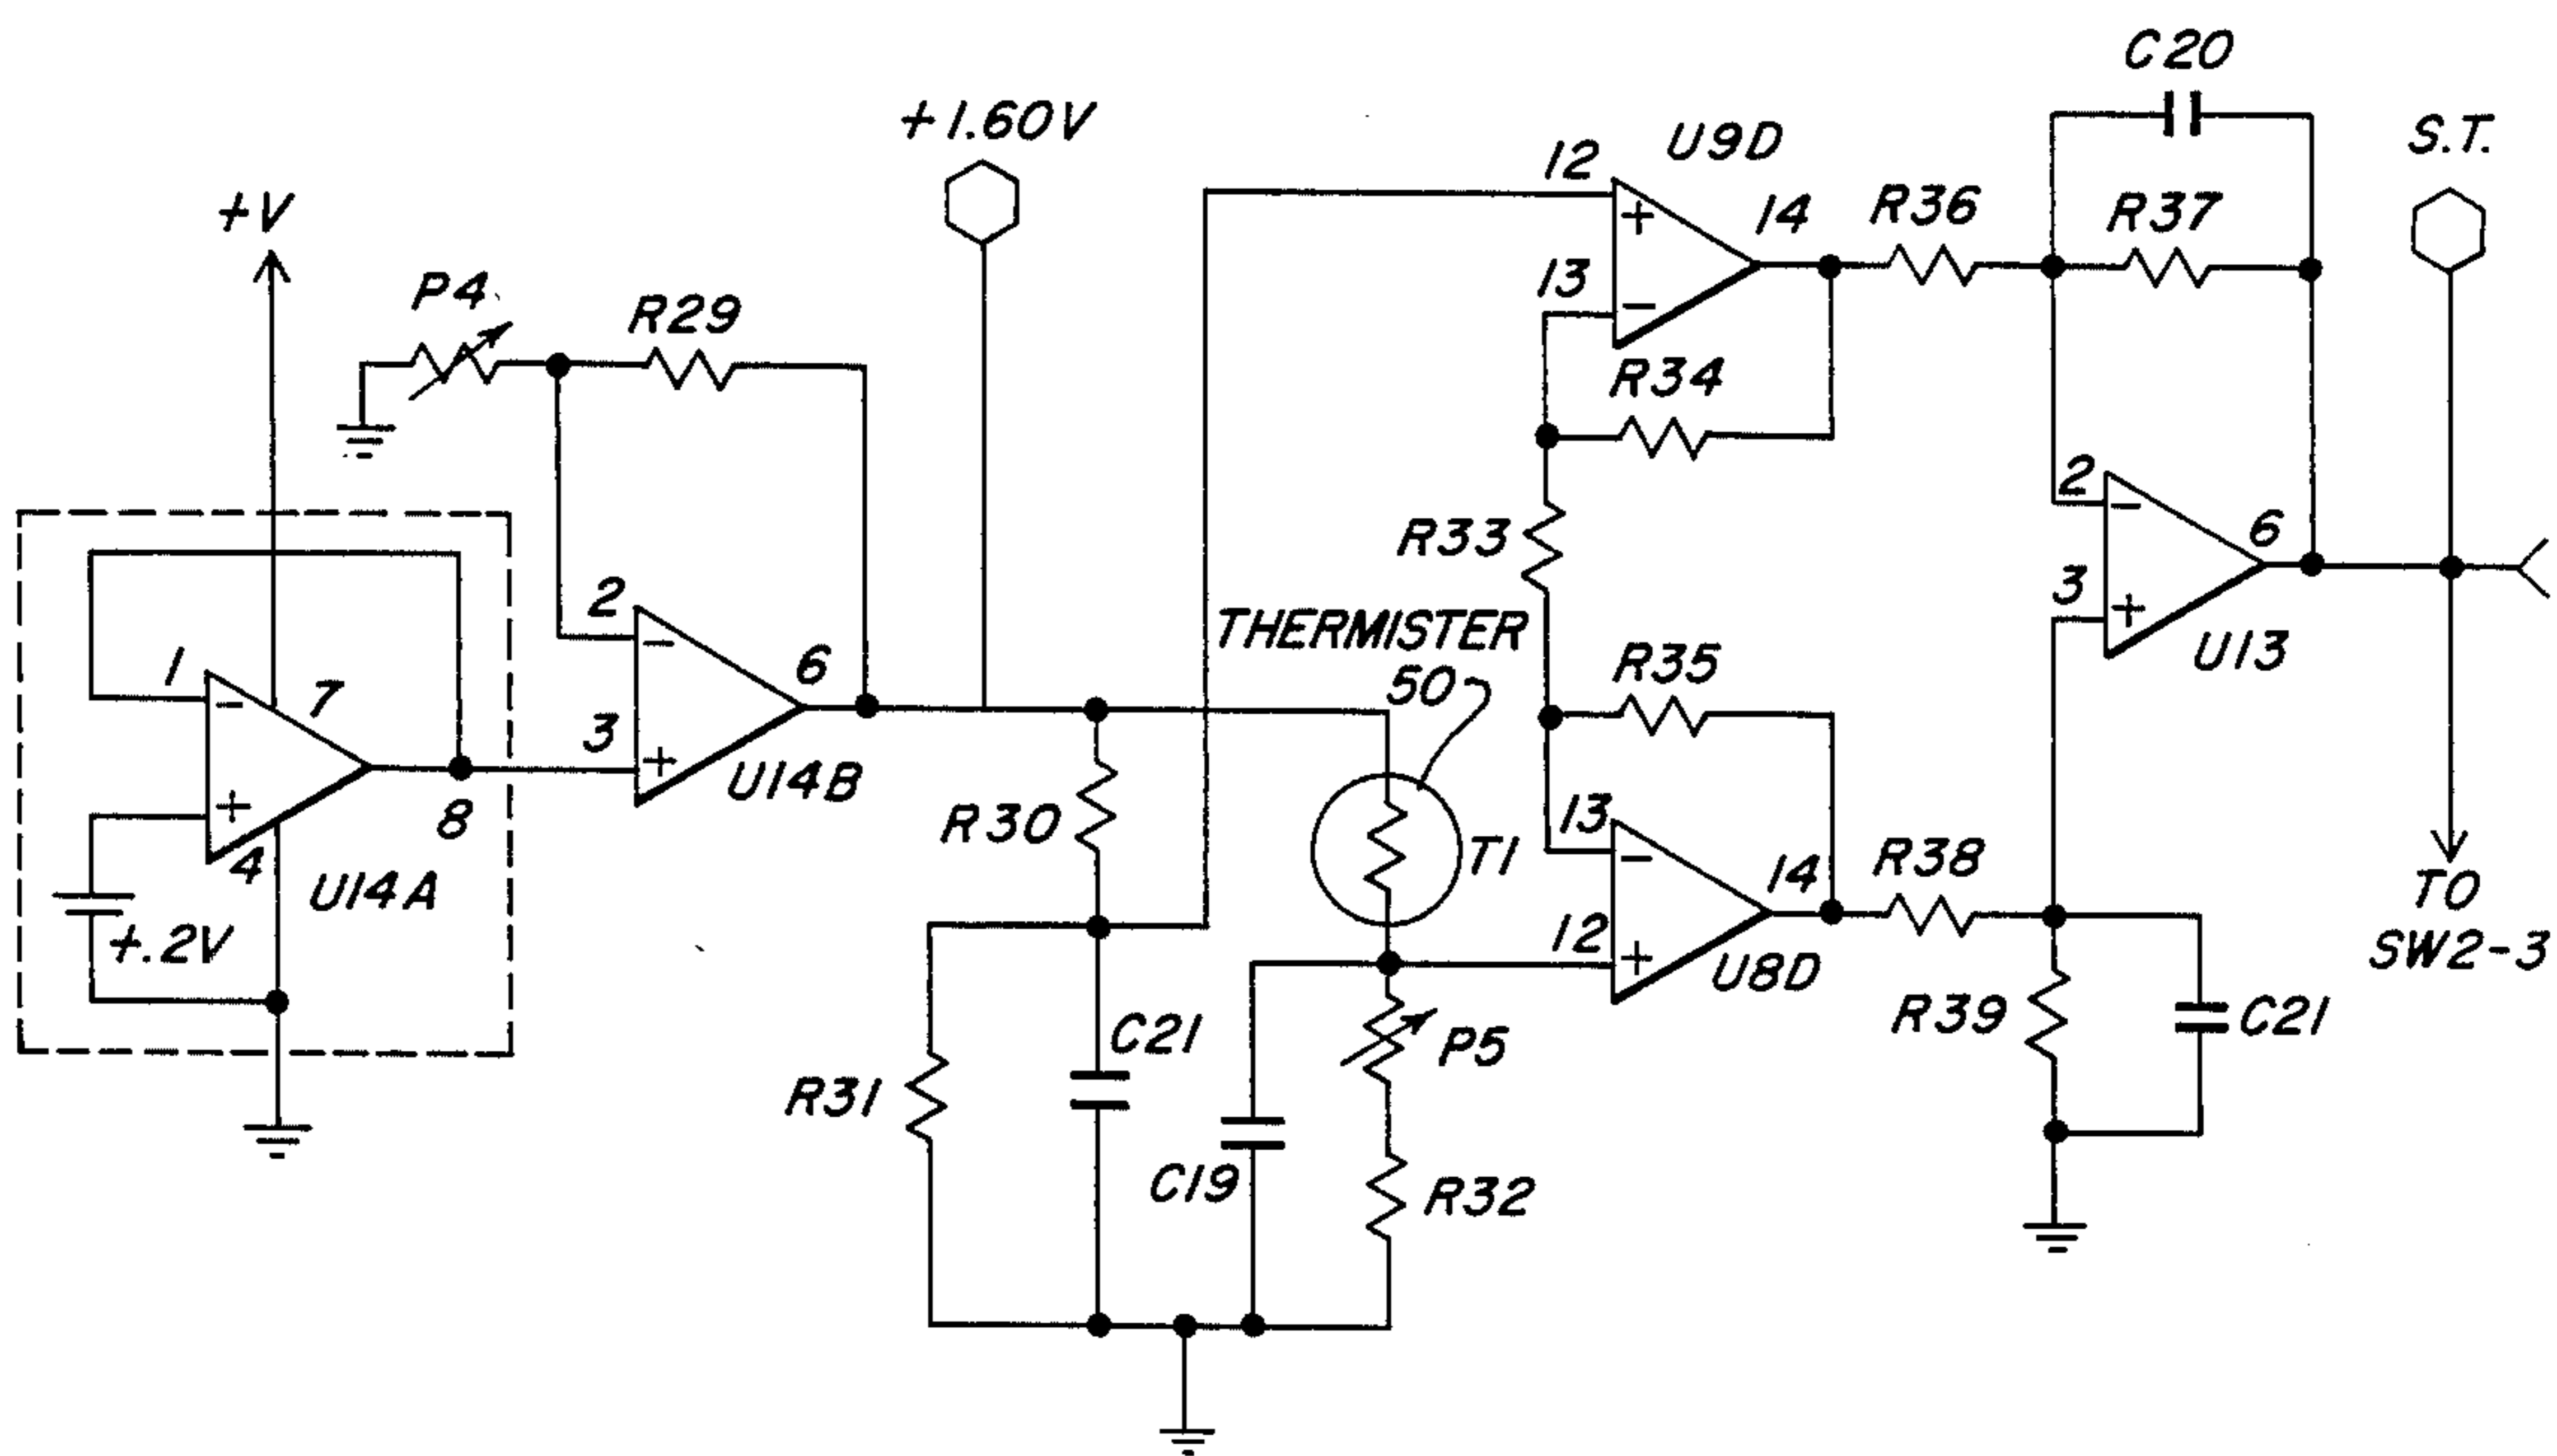 C20
+1.60V
U9D
S.T.
12
+V
14
R36
R37
+
13
P4
R29
−
R34
2
−
R33
6
3
THERMISTER
2
+
50
R35
U13
1
−
7
6
−
3
+
U14B
13
R30
−
T1
R38
+
8
14
4
U14A
12
TO
+.2V
+
U8D
SW2-3
C21
P5
R39
C21
R31
C19
R32